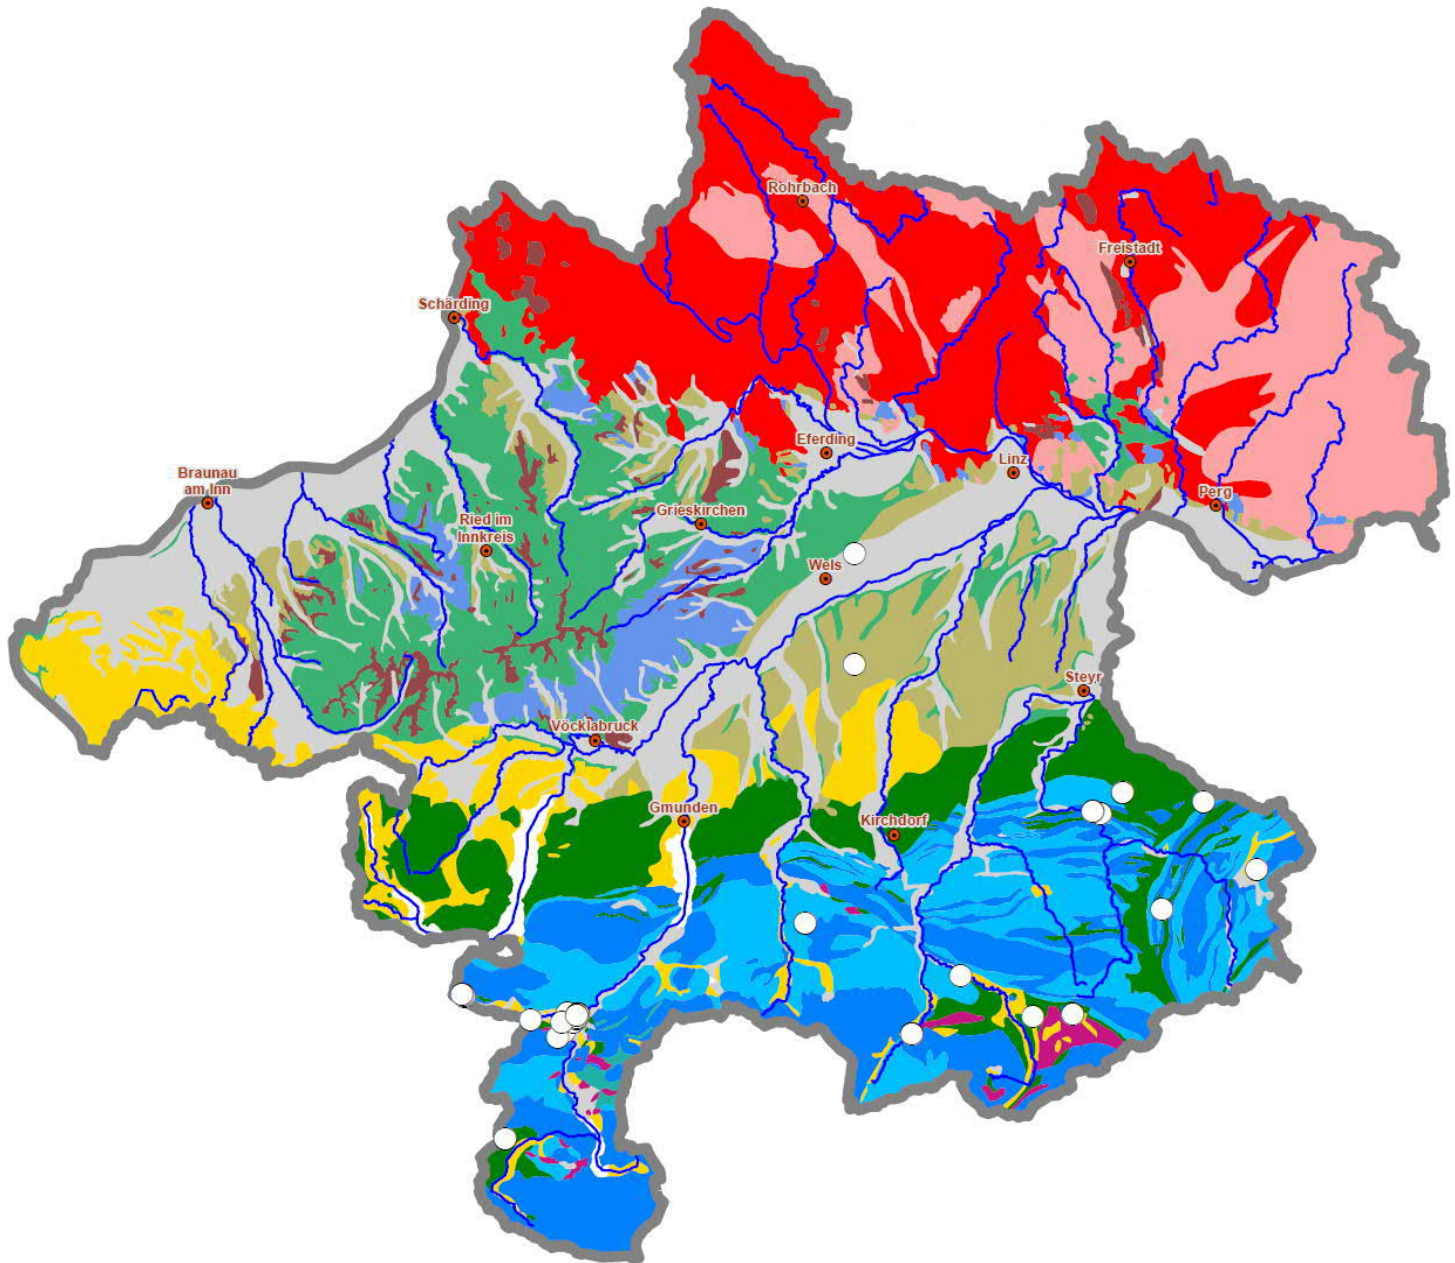 Rohrbach
Freistadt
Schärding
Eferding
Linz
Braunau
am Inn
Perg
Grieskirchen
Ried im
Innkreis
Wels
Steyr
Vöcklabruck
Gmunden
Kirchdorf